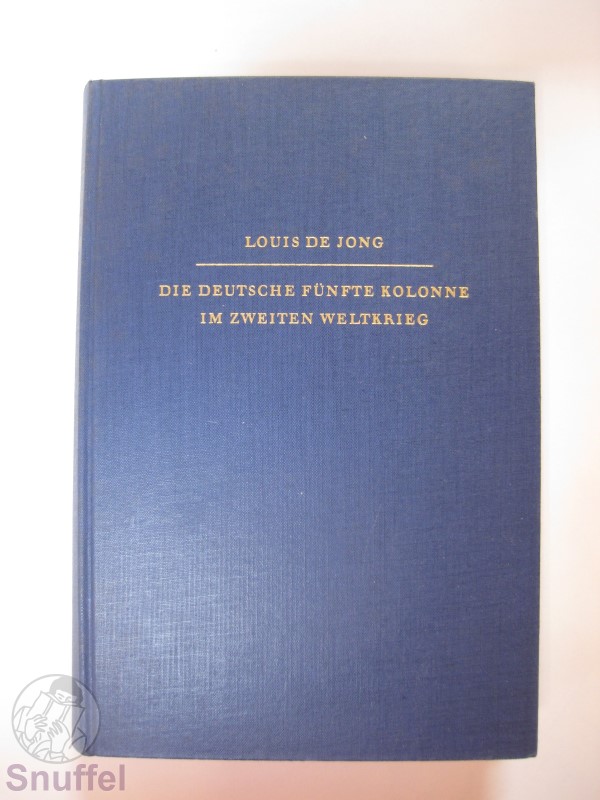 LOUIS DE JONG
DIE DEUTSCHE FÜNFTE KOLONNE
IM ZWEITEN WELTKRIEG
Snuffel